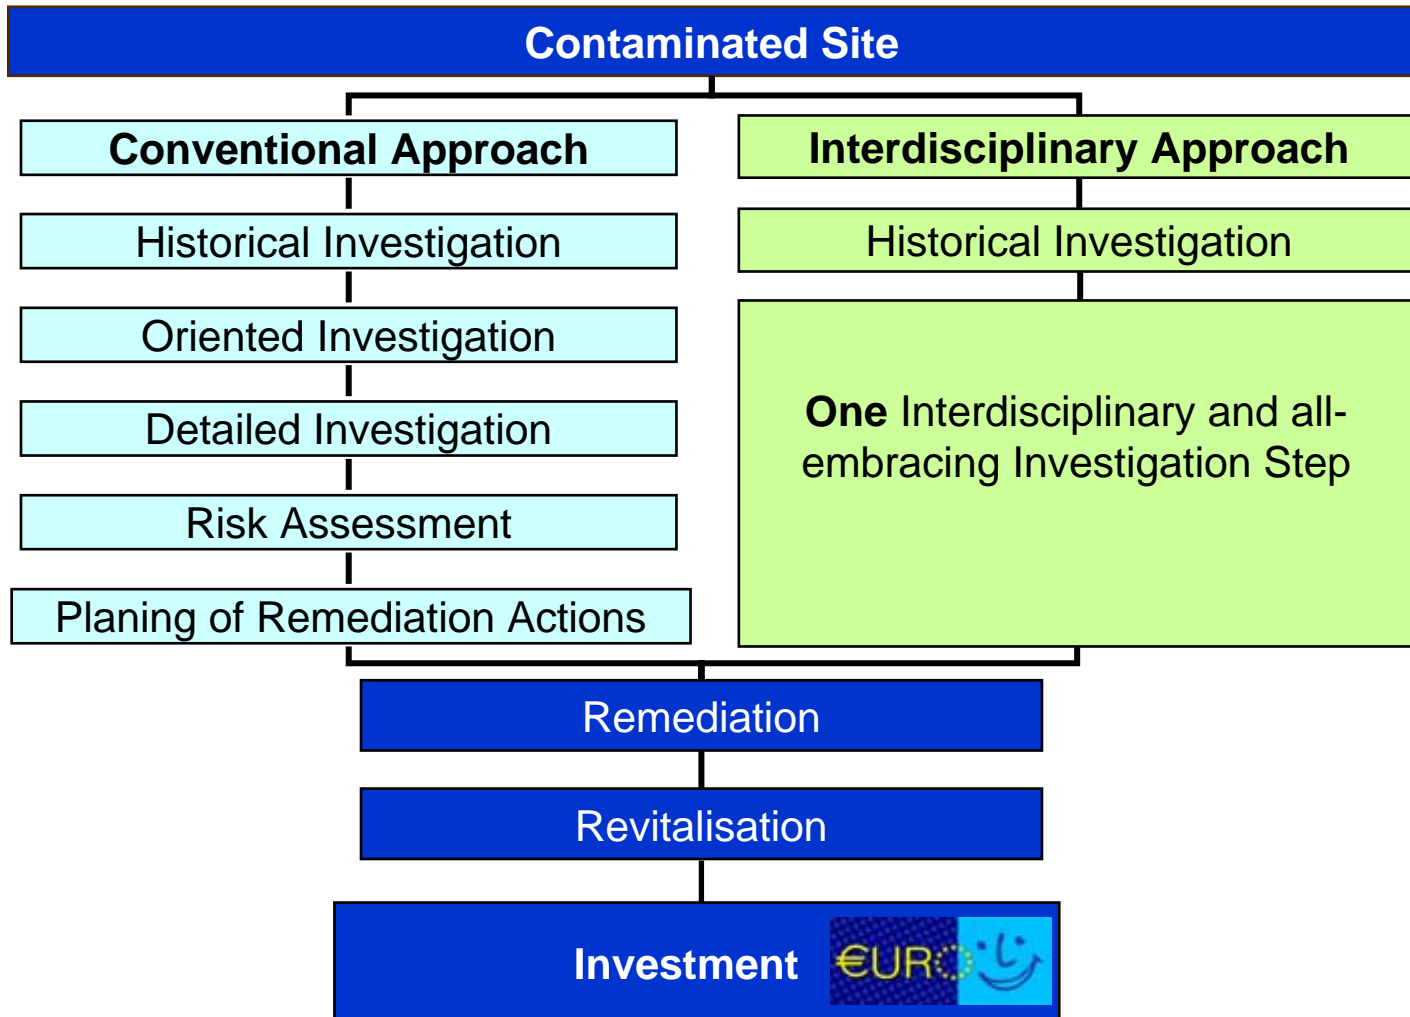 Contaminated Site
Conventional Approach
Historical Investigation
Oriented Investigation
Detailed Investigation
Risk Assessment
Planing of Remediation Actions
Interdisciplinary Approach
Historical Investigation
One Interdisciplinary and all-
embracing Investigation Step
Remediation
Revitalisation
Investment
€URO